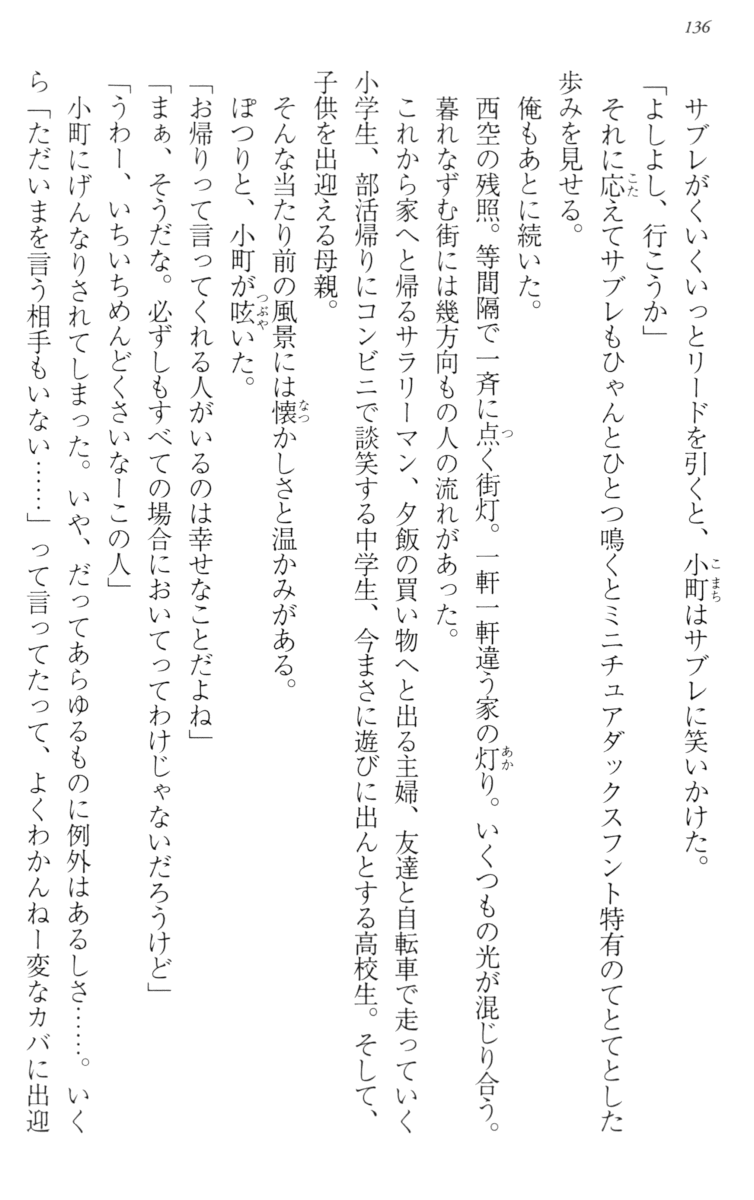 136
サブレがくいくいっとリードを引くと、小町はサブレに笑いかけた。
「よしよし、行こうか」
それに応えてサブレもひゃんとひとつ鳴くとミニチュアダックスフント特有のてとてとした
歩みを見せる。
俺もあとに続いた。
西空の残照。等間隔で一斉に点く街灯。一軒一軒違う家の灯り。いくつもの光が混じり合う。
暮れなずむ街には幾方向もの人の流れがあった。
これから家へと帰るサラリーマン、夕飯の買い物へと出る主婦、友達と自転車で走っていく
小学生、部活帰りにコンビニで談笑する中学生、今まさに遊びに出んとする高校生。そして、
子供を出迎える母親。
そんな当たり前の風景には懐かしさと温かみがある。
ぽつりと、小町が呟いた。
「お帰りって言ってくれる人がいるのは幸せなことだよね」
「まぁ、そうだな。必ずしもすべての場合においてってわけじゃないだろうけど」
「うわー、いちいちめんどくさいなーこの人」
小町にげんなりされてしまった。いや、だってあらゆるものに例外はあるしさ……。いく
ら「ただいまを言う相手もいない……」って言ってたって、よくわかんねー変なカバに出迎